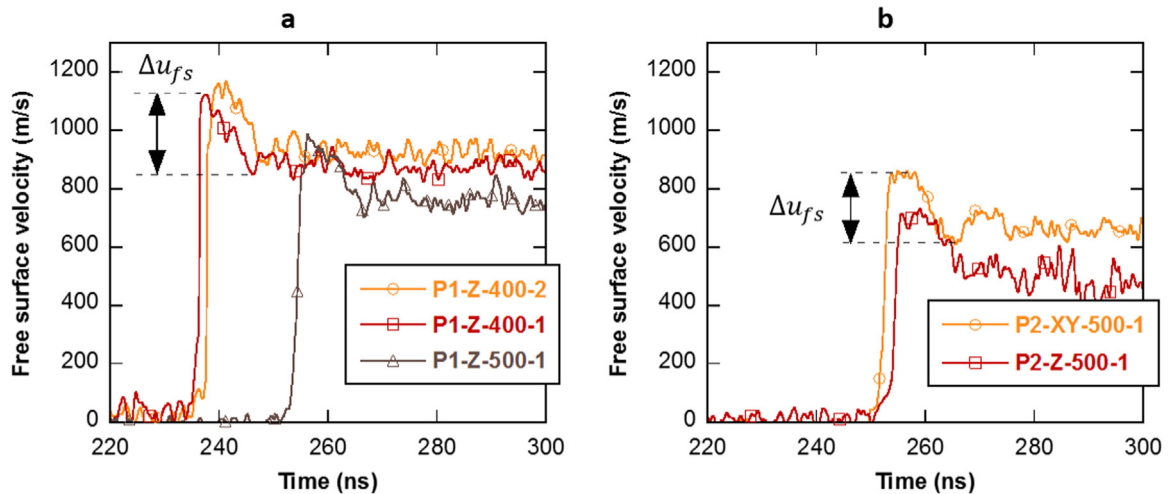 a
1200
1000
800
600
400
200
0
220
240
260
280
300
Free surface velocity (m/s)
Time (ns)
Δu_fs
P1-Z-400-2
P1-Z-400-1
P1-Z-500-1
b
1200
1000
800
600
400
200
0
220
240
260
280
300
Free surface velocity (m/s)
Time (ns)
Δu_fs
P2-XY-500-1
P2-Z-500-1